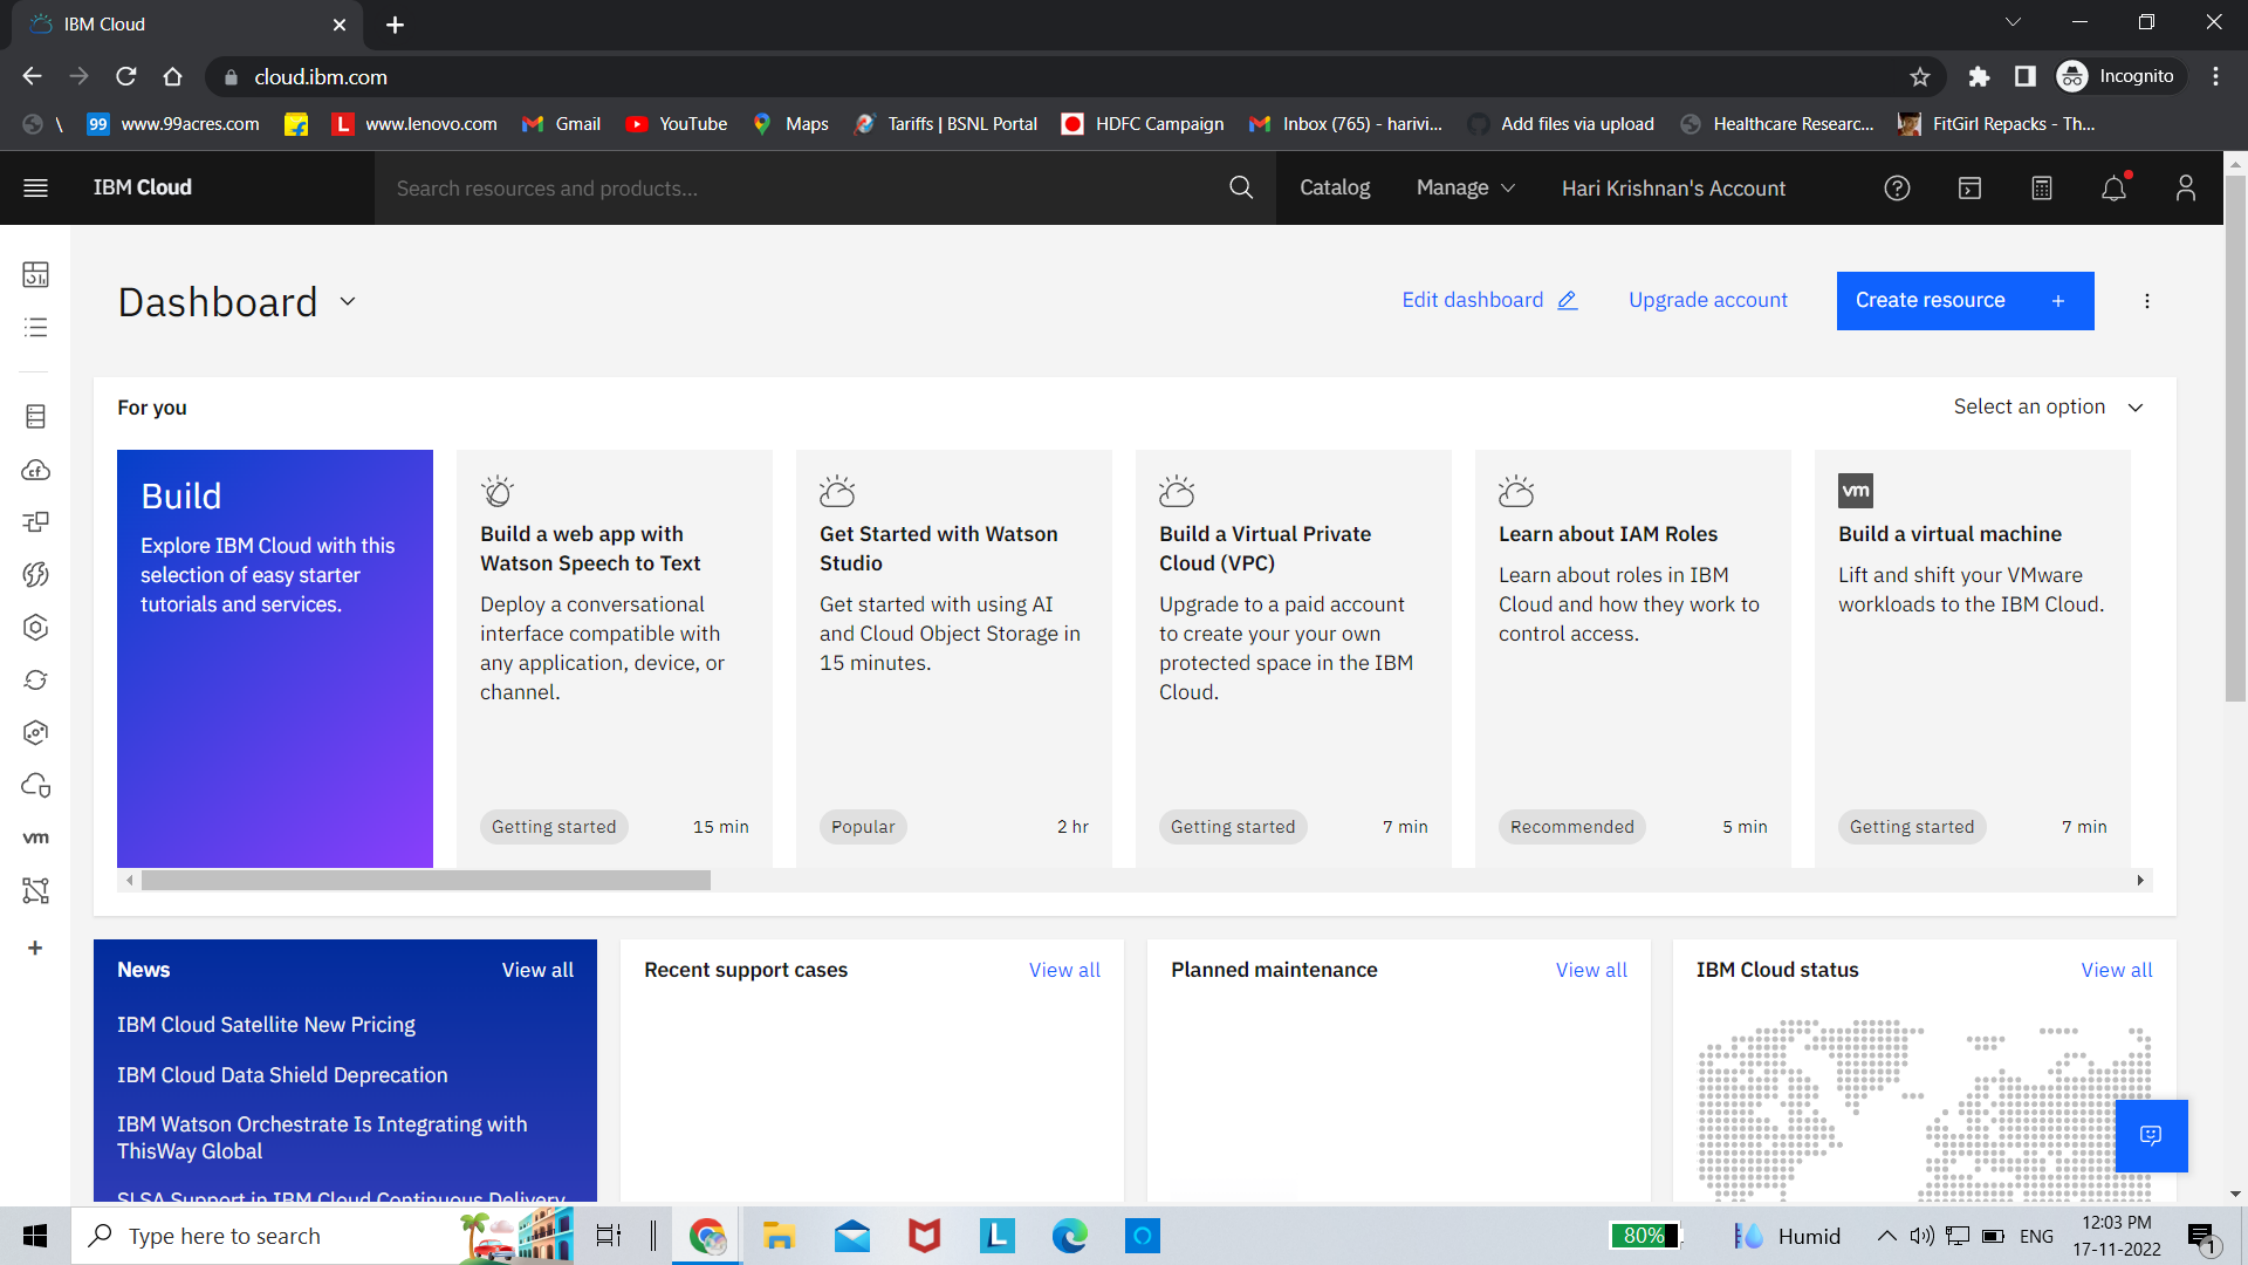 IBM Cloud
cloud.ibm.com
Incognito
\
99 www.99acres.com
L www.lenovo.com
Gmail
YouTube
Maps
Tariffs | BSNL Portal
HDFC Campaign
Inbox (765) - harivi...
Add files via upload
Healthcare Researc...
FitGirl Repacks - Th...
IBM Cloud
Search resources and products...
Catalog
Manage
Hari Krishnan's Account
Dashboard
Edit dashboard
Upgrade account
Create resource +
For you
Select an option
Build
Explore IBM Cloud with this
selection of easy starter
tutorials and services.
Build a web app with
Watson Speech to Text
Deploy a conversational
interface compatible with
any application, device, or
channel.
Getting started 15 min
Get Started with Watson
Studio
Get started with using AI
and Cloud Object Storage in
15 minutes.
Popular 2 hr
Build a Virtual Private
Cloud (VPC)
Upgrade to a paid account
to create your your own
protected space in the IBM
Cloud.
Getting started 7 min
Learn about IAM Roles
Learn about roles in IBM
Cloud and how they work to
control access.
Recommended 5 min
vm
Build a virtual machine
Lift and shift your VMware
workloads to the IBM Cloud.
Getting started 7 min
cf
vm
News View all
IBM Cloud Satellite New Pricing
IBM Cloud Data Shield Deprecation
IBM Watson Orchestrate Is Integrating with
ThisWay Global
SLSA Support in IBM Cloud Continuous Delivery
Recent support cases View all
Planned maintenance View all
IBM Cloud status View all
Type here to search
L
80%
Humid
ENG
12:03 PM
17-11-2022
1